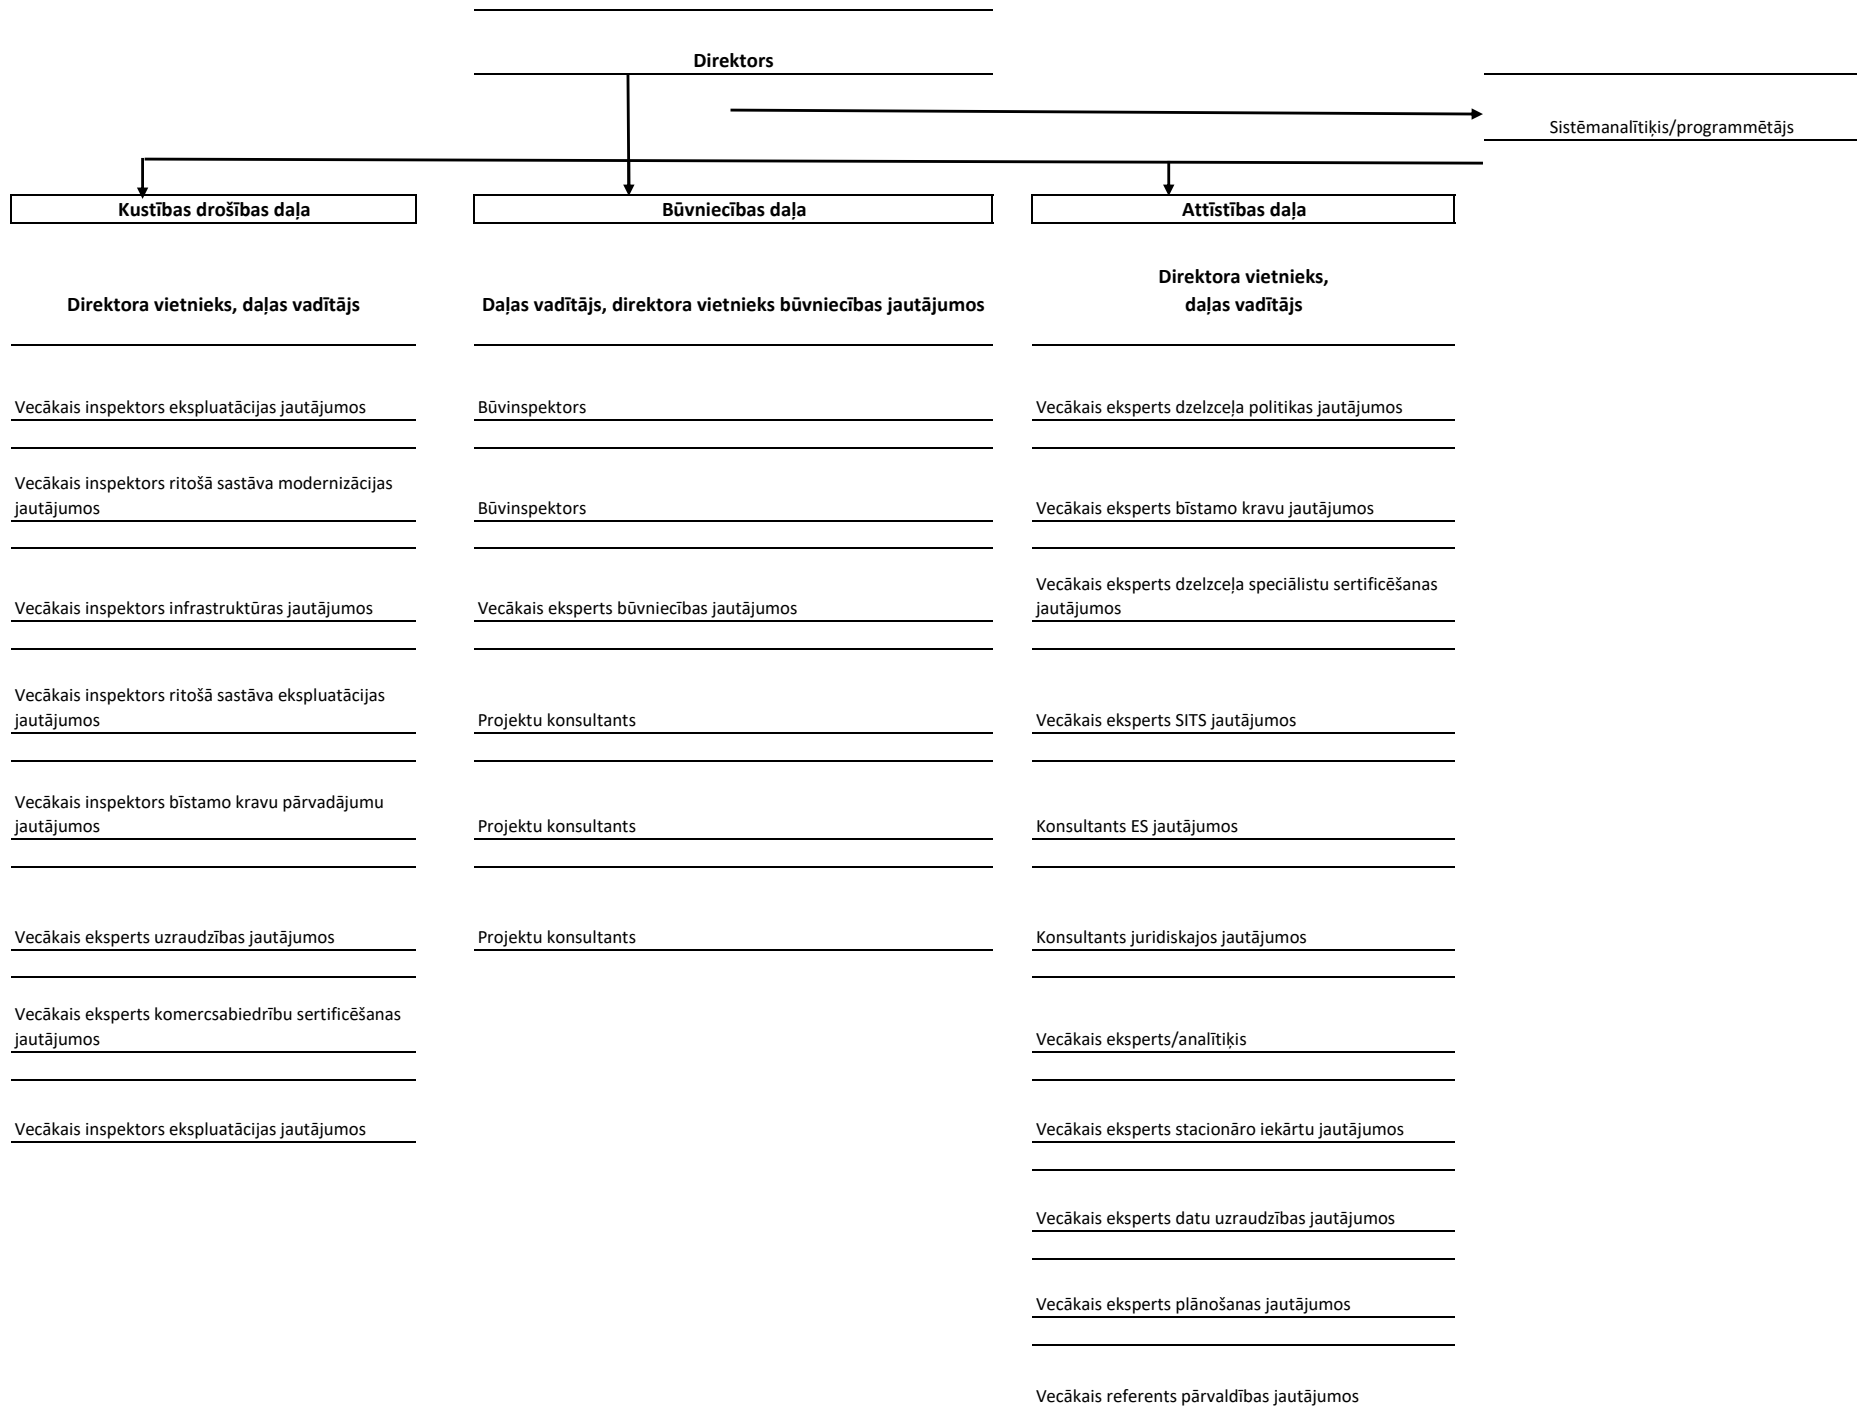 Direktors
Sistēmanalītiķis/programmētājs
Kustības drošības daļa
Būvniecības daļa
Attīstības daļa
Direktora vietnieks, daļas vadītājs
Daļas vadītājs, direktora vietnieks būvniecības jautājumos
Direktora vietnieks,
daļas vadītājs
Vecākais inspektors ekspluatācijas jautājumos
Būvinspektors
Vecākais eksperts dzelzceļa politikas jautājumos
Vecākais inspektors ritošā sastāva modernizācijas
jautājumos
Būvinspektors
Vecākais eksperts bīstamo kravu jautājumos
Vecākais inspektors infrastruktūras jautājumos
Vecākais eksperts būvniecības jautājumos
Vecākais eksperts dzelzceļa speciālistu sertificēšanas
jautājumos
Vecākais inspektors ritošā sastāva ekspluatācijas
jautājumos
Projektu konsultants
Vecākais eksperts SITS jautājumos
Vecākais inspektors bīstamo kravu pārvadājumu
jautājumos
Projektu konsultants
Konsultants ES jautājumos
Vecākais eksperts uzraudzības jautājumos
Projektu konsultants
Konsultants juridiskajos jautājumos
Vecākais eksperts komercsabiedrību sertificēšanas
jautājumos
Vecākais eksperts/analītiķis
Vecākais inspektors ekspluatācijas jautājumos
Vecākais eksperts stacionāro iekārtu jautājumos
Vecākais eksperts datu uzraudzības jautājumos
Vecākais eksperts plānošanas jautājumos
Vecākais referents pārvaldības jautājumos